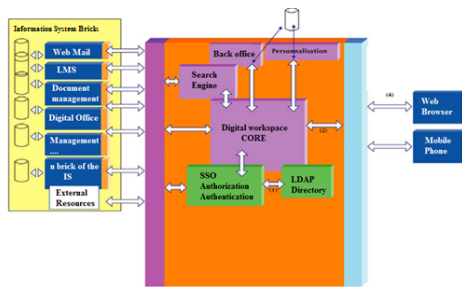 Information System Bricks
Web Mail
LMS
Document
management
Digital Office
Management
....
n brick of the
IS
External
Resources
Back office
Personnalisation
Search
Engine
Digital workspace
CORE
(2)
SSO
Authorization
Authentication
(1)
LDAP
Directory
(4)
Web
Browser
Mobile
Phone